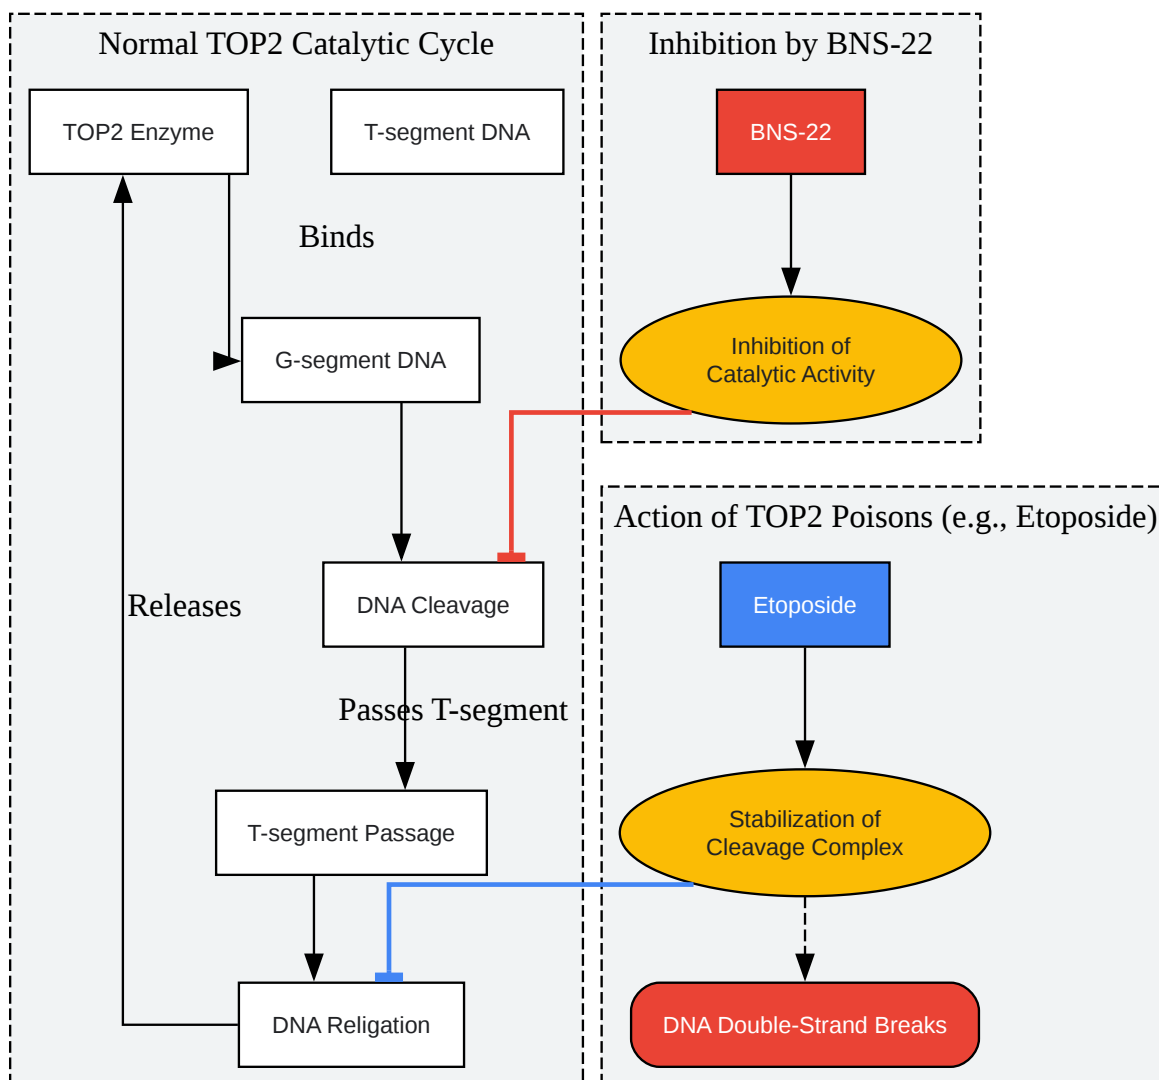 Normal TOP2 Catalytic Cycle
TOP2 Enzyme
T-segment DNA
Binds
G-segment DNA
DNA Cleavage
Releases
Passes T-segment
T-segment Passage
DNA Religation
Inhibition by BNS-22
BNS-22
Inhibition of
Catalytic Activity
Action of TOP2 Poisons (e.g., Etoposide)
Etoposide
Stabilization of
Cleavage Complex
DNA Double-Strand Breaks